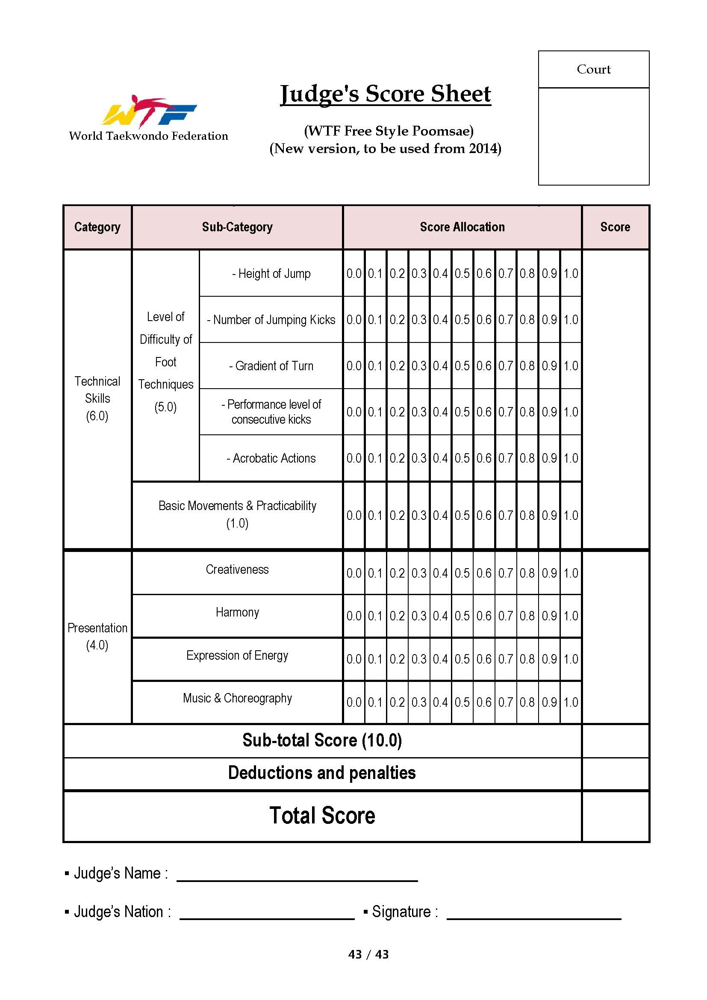 Court
Judge's Score Sheet
WTF
World Taekwondo Federation
(WTF Free Style Poomsae)
(New version, to be used from 2014)
Category Sub-Category Score Allocation Score
Technical
Skills
(6.0)
Level of
Difficulty of
Foot
Techniques
(5.0)
- Height of Jump 0.0 0.1 0.2 0.3 0.4 0.5 0.6 0.7 0.8 0.9 1.0
- Number of Jumping Kicks 0.0 0.1 0.2 0.3 0.4 0.5 0.6 0.7 0.8 0.9 1.0
- Gradient of Turn 0.0 0.1 0.2 0.3 0.4 0.5 0.6 0.7 0.8 0.9 1.0
- Performance level of
consecutive kicks
0.0 0.1 0.2 0.3 0.4 0.5 0.6 0.7 0.8 0.9 1.0
- Acrobatic Actions 0.0 0.1 0.2 0.3 0.4 0.5 0.6 0.7 0.8 0.9 1.0
Basic Movements & Practicability
(1.0)
0.0 0.1 0.2 0.3 0.4 0.5 0.6 0.7 0.8 0.9 1.0
Presentation
(4.0)
Creativeness 0.0 0.1 0.2 0.3 0.4 0.5 0.6 0.7 0.8 0.9 1.0
Harmony 0.0 0.1 0.2 0.3 0.4 0.5 0.6 0.7 0.8 0.9 1.0
Expression of Energy 0.0 0.1 0.2 0.3 0.4 0.5 0.6 0.7 0.8 0.9 1.0
Music & Choreography 0.0 0.1 0.2 0.3 0.4 0.5 0.6 0.7 0.8 0.9 1.0
Sub-total Score (10.0)
Deductions and penalties
Total Score
▪ Judge’s Name :
▪ Judge’s Nation : ▪ Signature :
43 / 43